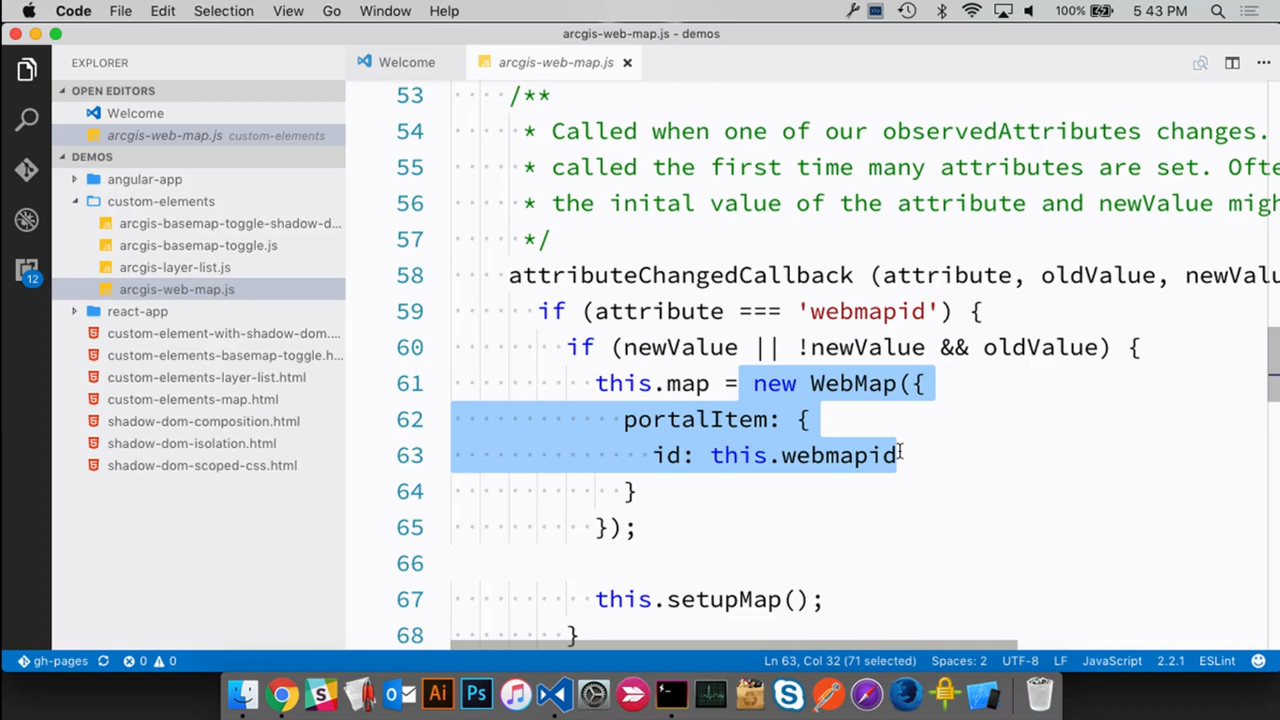 Code File Edit Selection View Go Window Help 100% 5:43 PM
arcgis-web-map.js - demos
EXPLORER
OPEN EDITORS
Welcome
arcgis-web-map.js custom-elements
DEMOS
angular-app
custom-elements
arcgis-basemap-toggle-shadow-d...
arcgis-basemap-toggle.js
arcgis-layer-list.js
arcgis-web-map.js
react-app
custom-element-with-shadow-dom....
custom-elements-basemap-toggle.h...
custom-elements-layer-list.html
custom-elements-map.html
shadow-dom-composition.html
shadow-dom-isolation.html
shadow-dom-scoped-css.html
12
Welcome arcgis-web-map.js
53 /**
54 * Called when one of our observedAttributes changes.
55 * called the first time many attributes are set. Ofte
56 * the inital value of the attribute and newValue migh
57 */
58 attributeChangedCallback (attribute, oldValue, newValu
59 if (attribute === 'webmapid') {
60 if (newValue || !newValue && oldValue) {
61 this.map = new WebMap({
62 portalItem: {
63 id: this.webmapid
64 }
65 });
66
67 this.setupMap();
68 }
gh-pages 0 0 Ln 63, Col 32 (71 selected) Spaces: 2 UTF-8 LF JavaScript 2.2.1 ESLint
Ai Ps